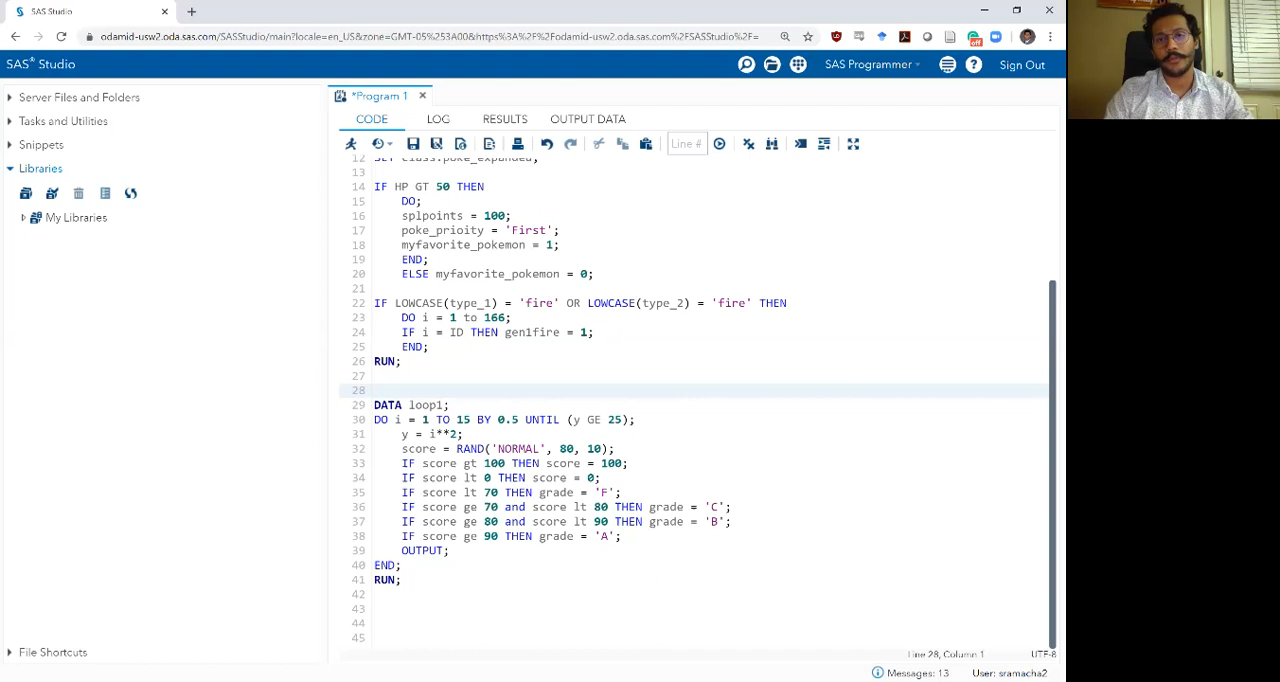 SAS Studio
odamid-usw2.oda.sas.com/SASStudio/main?locale=en_US&zone=GMT-05%253A00&https%3A%2F%2Fodamid-usw2.oda.sas.com%2FSASStudio%2F=
SAS® Studio
SAS Programmer
Sign Out
Server Files and Folders
Tasks and Utilities
Snippets
Libraries
My Libraries
File Shortcuts
*Program 1
CODE LOG RESULTS OUTPUT DATA
Line #
12 SET class.poke_expanded;
13
14 IF HP GT 50 THEN
15 DO;
16 splpoints = 100;
17 poke_prioity = 'First';
18 myfavorite_pokemon = 1;
19 END;
20 ELSE myfavorite_pokemon = 0;
21
22 IF LOWCASE(type_1) = 'fire' OR LOWCASE(type_2) = 'fire' THEN
23 DO i = 1 to 166;
24 IF i = ID THEN gen1fire = 1;
25 END;
26 RUN;
27
28
29 DATA loop1;
30 DO i = 1 TO 15 BY 0.5 UNTIL (y GE 25);
31 y = i**2;
32 score = RAND('NORMAL', 80, 10);
33 IF score gt 100 THEN score = 100;
34 IF score lt 0 THEN score = 0;
35 IF score lt 70 THEN grade = 'F';
36 IF score ge 70 and score lt 80 THEN grade = 'C';
37 IF score ge 80 and score lt 90 THEN grade = 'B';
38 IF score ge 90 THEN grade = 'A';
39 OUTPUT;
40 END;
41 RUN;
42
43
44
45
Line 28, Column 1
UTF-8
Messages: 13
User: sramacha2